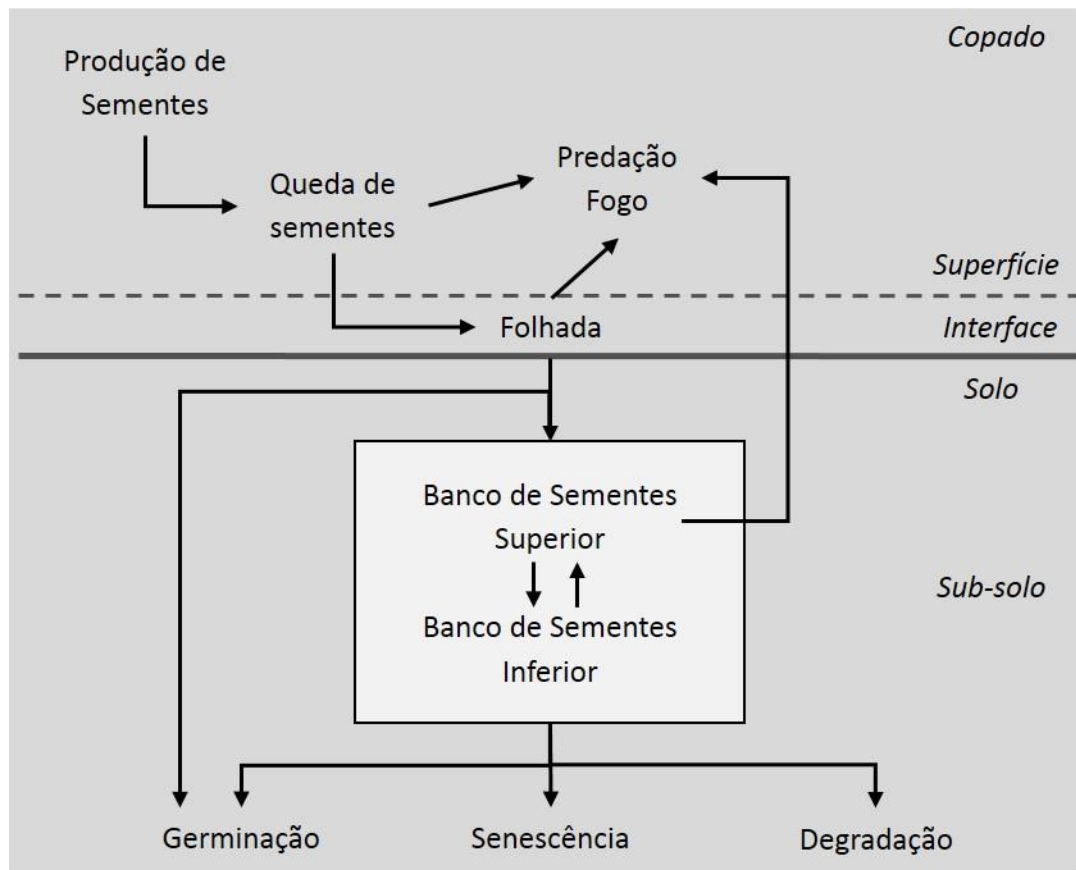 Copado
Produção de
Sementes
Predação
Fogo
Queda de
sementes
Superfície
Folhada
Interface
Solo
Banco de Sementes
Superior
Sub-solo
Banco de Sementes
Inferior
Germinação
Senescência
Degradação